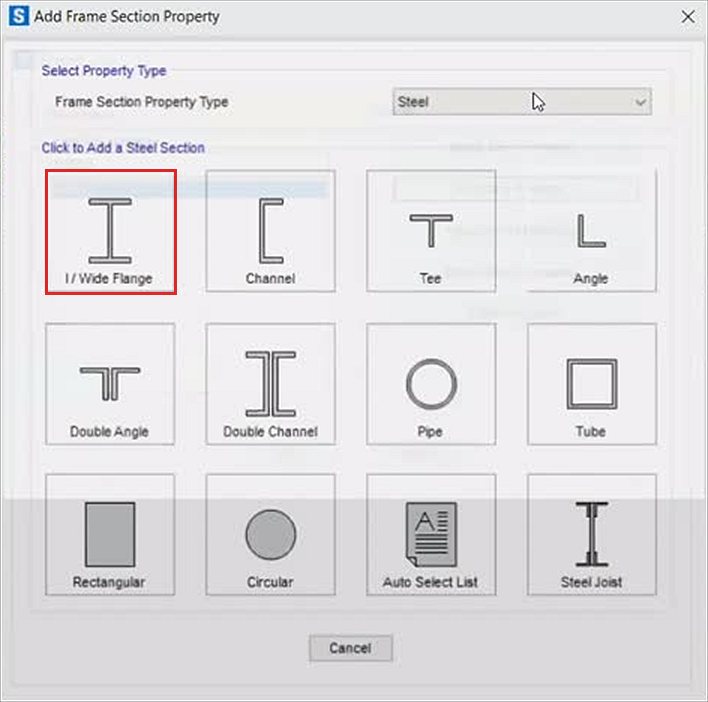 S Add Frame Section Property
Select Property Type
Frame Section Property Type Steel
Click to Add a Steel Section
I / Wide Flange Channel Tee Angle
Double Angle Double Channel Pipe Tube
A
Rectangular Circular Auto Select List Steel Joist
Cancel